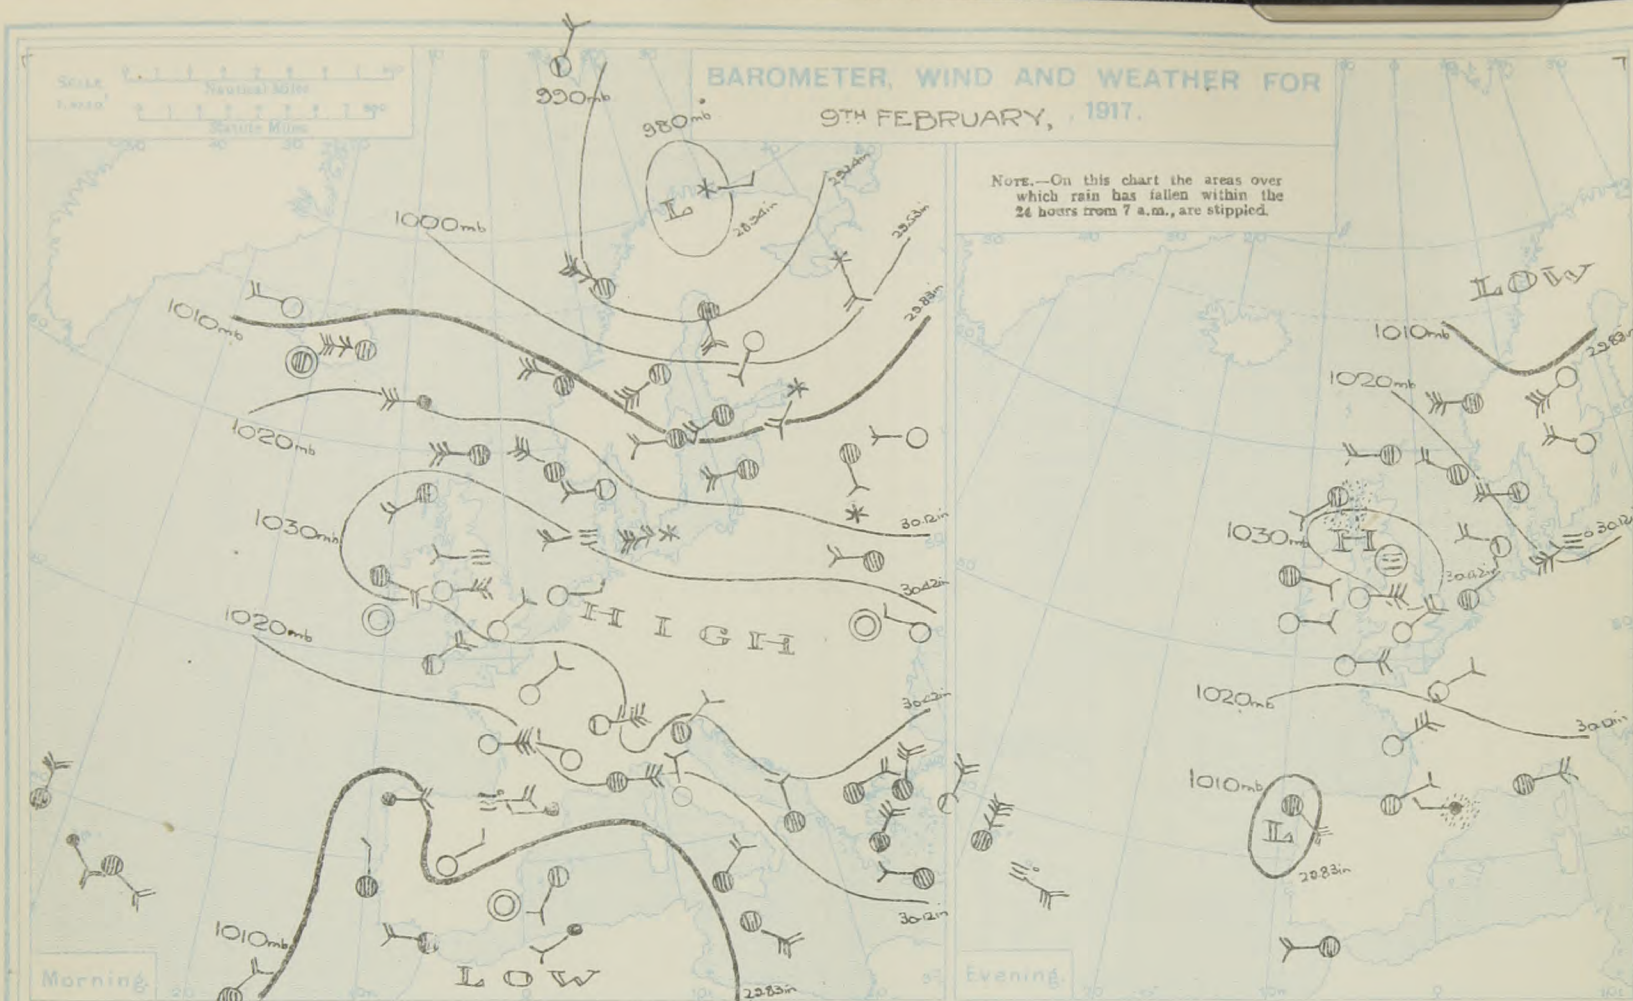 SCALE
Nautical Miles
Statute Miles
BAROMETER, WIND AND WEATHER FOR
9TH FEBRUARY, 1917.
NOTE.—On this chart the areas over
which rain has fallen within the
24 hours from 7 a.m., are stippled.
990mb
980mb
L
28.94in
1000mb
29.53in
1010mb
29.83in
1020mb
30.12in
1030mb
30.42in
HIGH
1020mb
30.42in
30.12in
1010mb
LOW
29.83in
Morning.
LOW
1010mb
29.83in
1020mb
30.12in
1030mb
H
30.42in
1020mb
30.12in
1010mb
L
29.83in
Evening.